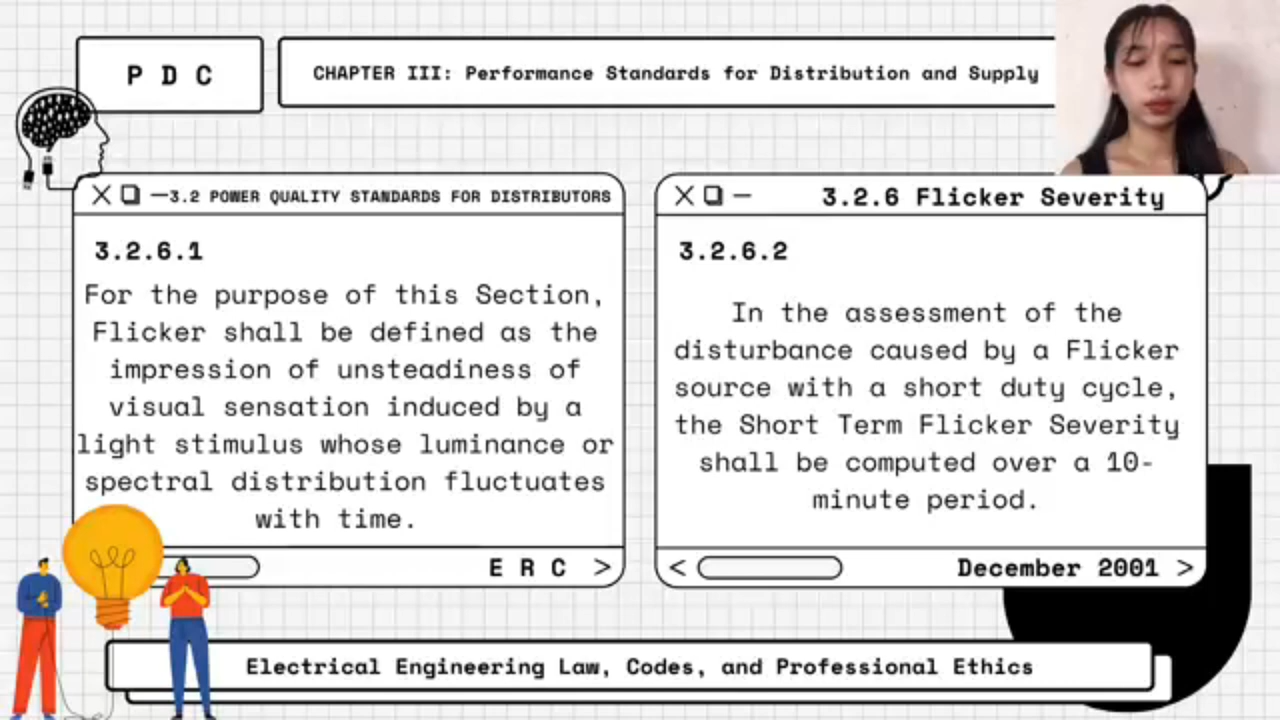 P D C
CHAPTER III: Performance Standards for Distribution and Supply
3.2 POWER QUALITY STANDARDS FOR DISTRIBUTORS
3.2.6.1
For the purpose of this Section,
Flicker shall be defined as the
impression of unsteadiness of
visual sensation induced by a
light stimulus whose luminance or
spectral distribution fluctuates
with time.
E R C >
3.2.6 Flicker Severity
3.2.6.2
In the assessment of the
disturbance caused by a Flicker
source with a short duty cycle,
the Short Term Flicker Severity
shall be computed over a 10-
minute period.
< December 2001 >
Electrical Engineering Law, Codes, and Professional Ethics